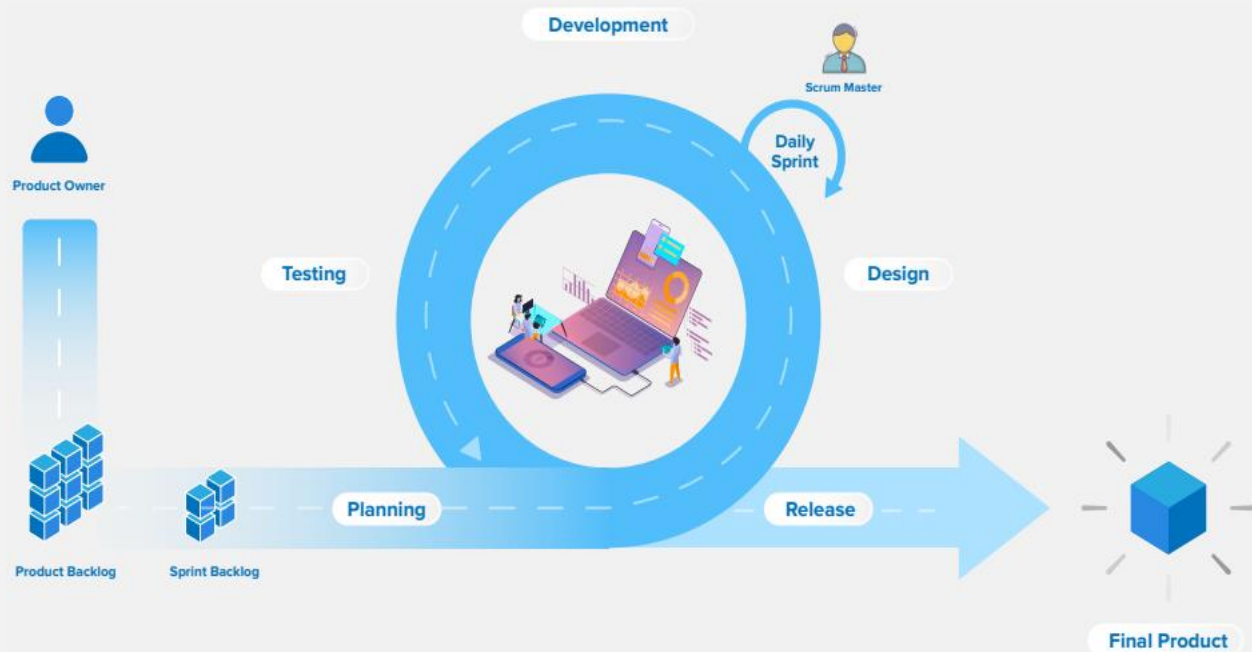 Development
Scrum Master
Daily
Sprint
Product Owner
Testing
Design
Planning
Release
Product Backlog
Sprint Backlog
Final Product